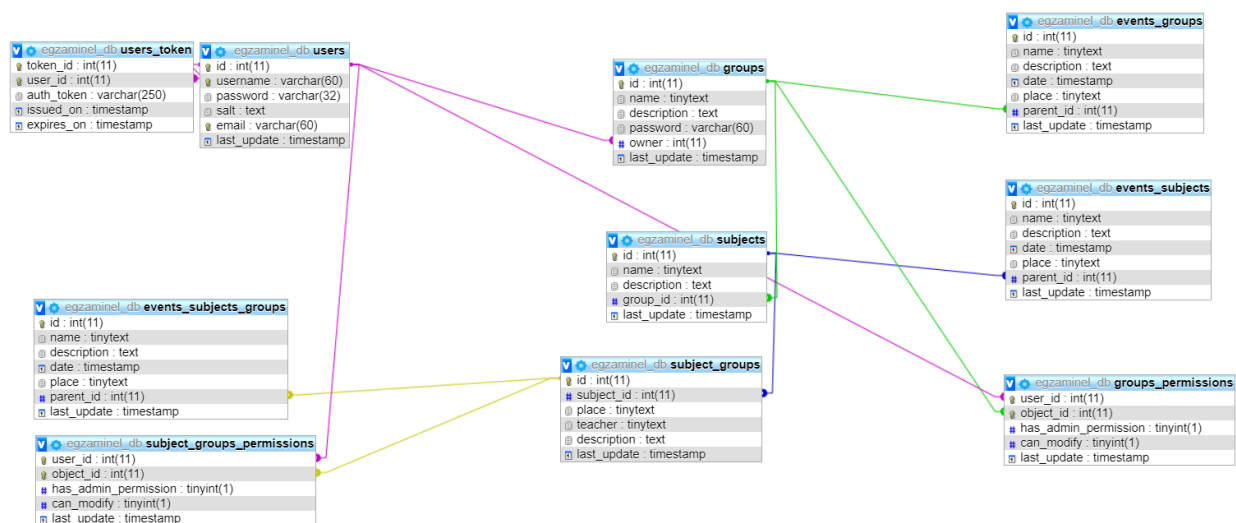 egzaminel_db users_token
token_id : int(11)
user_id : int(11)
auth_token : varchar(250)
issued_on : timestamp
expires_on : timestamp
egzaminel_db users
id : int(11)
username : varchar(60)
password : varchar(32)
salt : text
email : varchar(60)
last_update : timestamp
egzaminel_db groups
id : int(11)
name : tinytext
description : text
password : varchar(60)
owner : int(11)
last_update : timestamp
egzaminel_db events_groups
id : int(11)
name : tinytext
description : text
date : timestamp
place : tinytext
parent_id : int(11)
last_update : timestamp
egzaminel_db events_subjects
id : int(11)
name : tinytext
description : text
date : timestamp
place : tinytext
parent_id : int(11)
last_update : timestamp
egzaminel_db subjects
id : int(11)
name : tinytext
description : text
group_id : int(11)
last_update : timestamp
egzaminel_db events_subjects_groups
id : int(11)
name : tinytext
description : text
date : timestamp
place : tinytext
parent_id : int(11)
last_update : timestamp
egzaminel_db subject_groups
id : int(11)
subject_id : int(11)
place : tinytext
teacher : tinytext
description : text
last_update : timestamp
egzaminel_db groups_permissions
user_id : int(11)
object_id : int(11)
has_admin_permission : tinyint(1)
can_modify : tinyint(1)
last_update : timestamp
egzaminel_db subject_groups_permissions
user_id : int(11)
object_id : int(11)
has_admin_permission : tinyint(1)
can_modify : tinyint(1)
last_update : timestamp